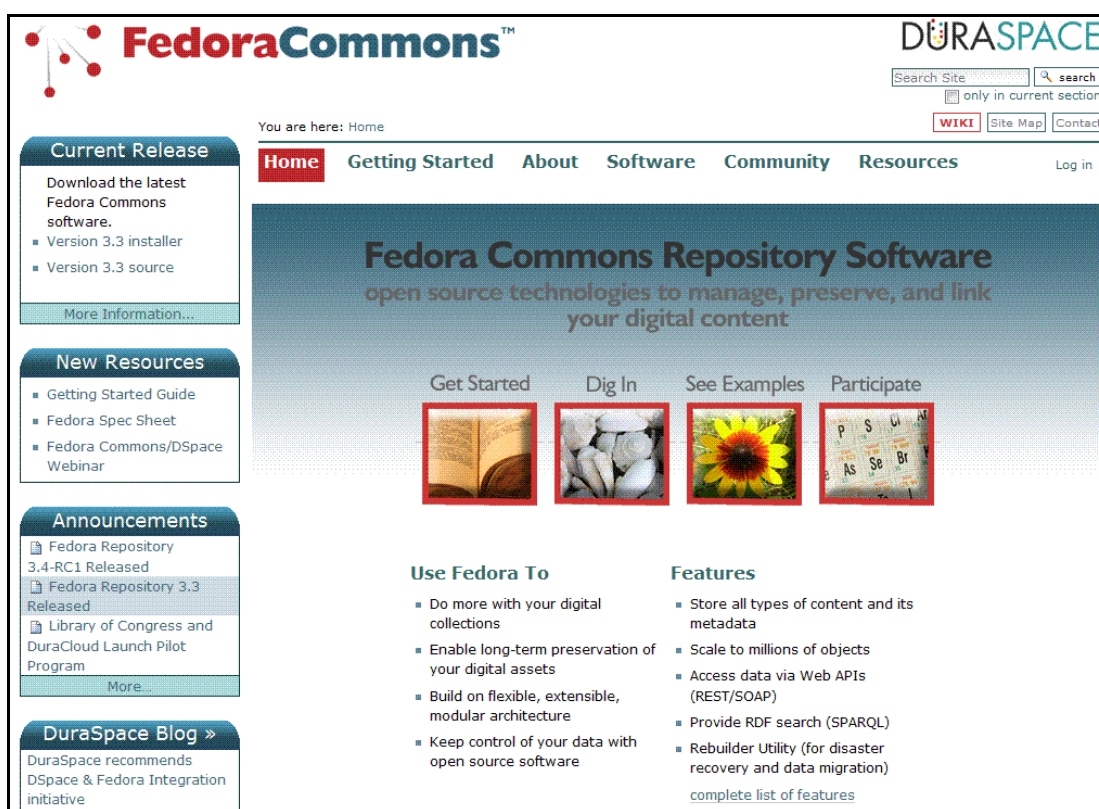 FedoraCommons™
DURASPACE
Search Site
search
only in current section
You are here: Home
WIKI
Site Map
Contact
Home
Getting Started
About
Software
Community
Resources
Log in
Current Release
Download the latest
Fedora Commons
software.
Version 3.3 installer
Version 3.3 source
More Information...
New Resources
Getting Started Guide
Fedora Spec Sheet
Fedora Commons/DSpace
Webinar
Announcements
Fedora Repository
3.4-RC1 Released
Fedora Repository 3.3
Released
Library of Congress and
DuraCloud Launch Pilot
Program
More...
DuraSpace Blog »
DuraSpace recommends
DSpace & Fedora Integration
initiative
Fedora Commons Repository Software
open source technologies to manage, preserve, and link
your digital content
Get Started
Dig In
See Examples
Participate
P S Cl Ar
As Se Br
Use Fedora To
Do more with your digital
collections
Enable long-term preservation of
your digital assets
Build on flexible, extensible,
modular architecture
Keep control of your data with
open source software
Features
Store all types of content and its
metadata
Scale to millions of objects
Access data via Web APIs
(REST/SOAP)
Provide RDF search (SPARQL)
Rebuilder Utility (for disaster
recovery and data migration)
complete list of features